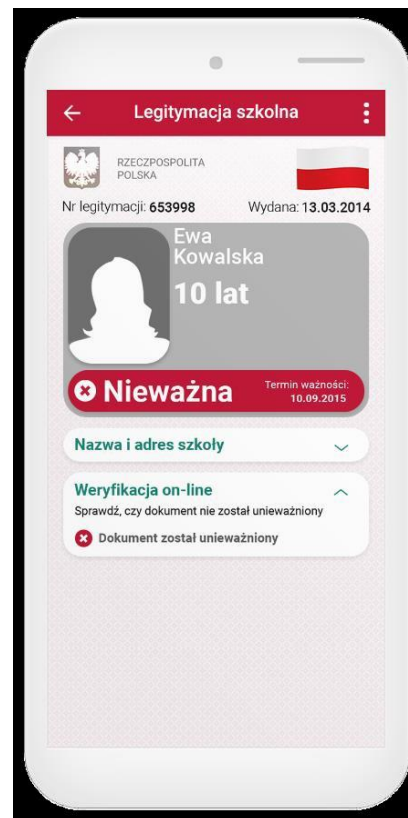 Legitymacja szkolna
RZECZPOSPOLITA
POLSKA
Nr legitymacji: 653998 Wydana: 13.03.2014
Ewa
Kowalska
10 lat
Nieważna
Termin ważności:
10.09.2015
Nazwa i adres szkoły
Weryfikacja on-line
Sprawdź, czy dokument nie został unieważniony
Dokument został unieważniony